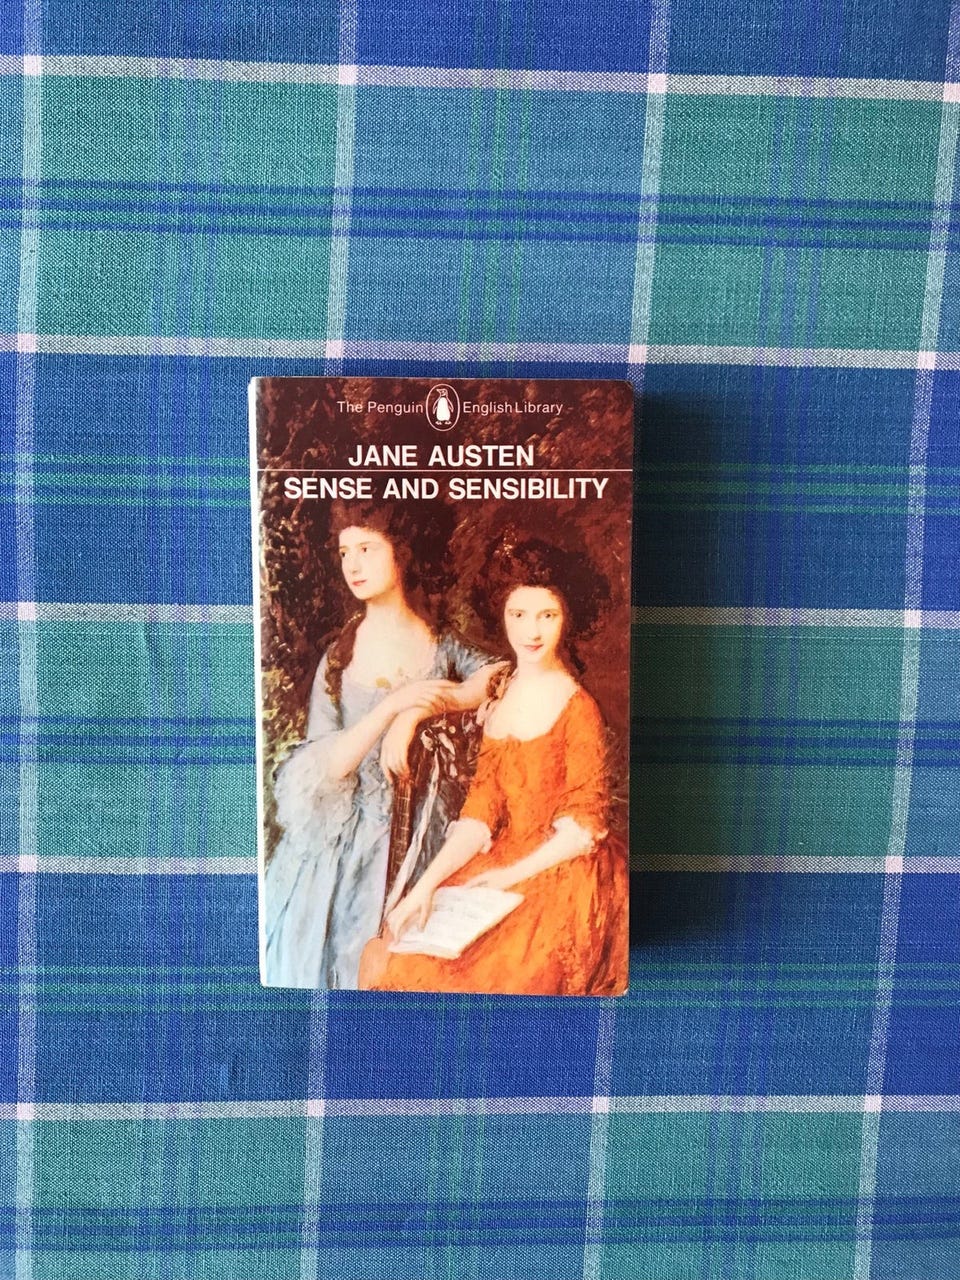 The Penguin English Library
JANE AUSTEN
SENSE AND SENSIBILITY